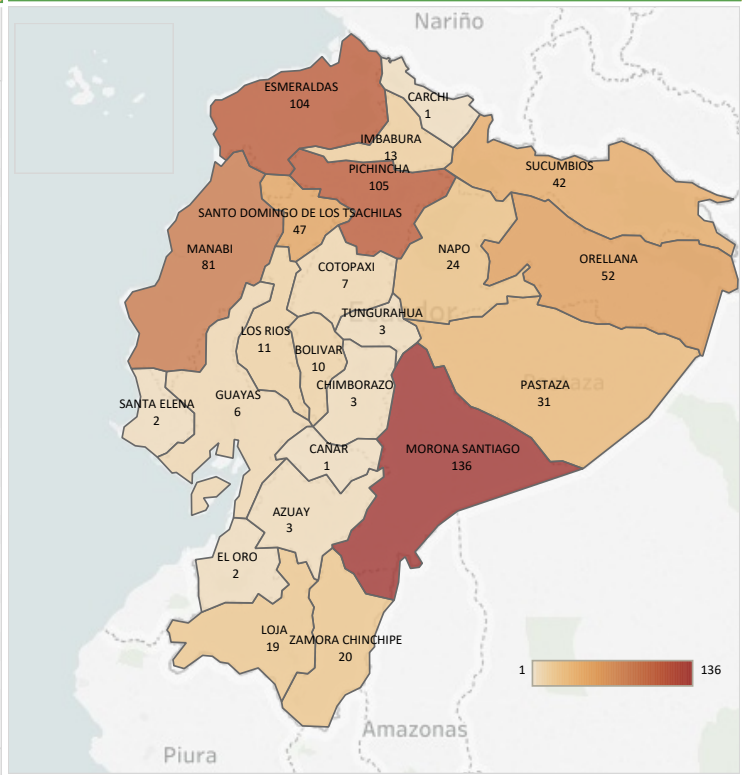 Nariño
ESMERALDAS
104
CARCHI
1
IMBABURA
13
PICHINCHA
105
SUCUMBIOS
42
SANTO DOMINGO DE LOS TSACHILAS
47
MANABI
81
NAPO
24
ORELLANA
52
COTOPAXI
7
Ecuador
TUNGURAHUA
3
LOS RIOS
11
BOLIVAR
10
CHIMBORAZO
3
PASTAZA
31
Pastaza
SANTA ELENA
2
GUAYAS
6
CAÑAR
1
MORONA SANTIAGO
136
AZUAY
3
EL ORO
2
LOJA
19
ZAMORA CHINCHIPE
20
1
136
Amazonas
Piura